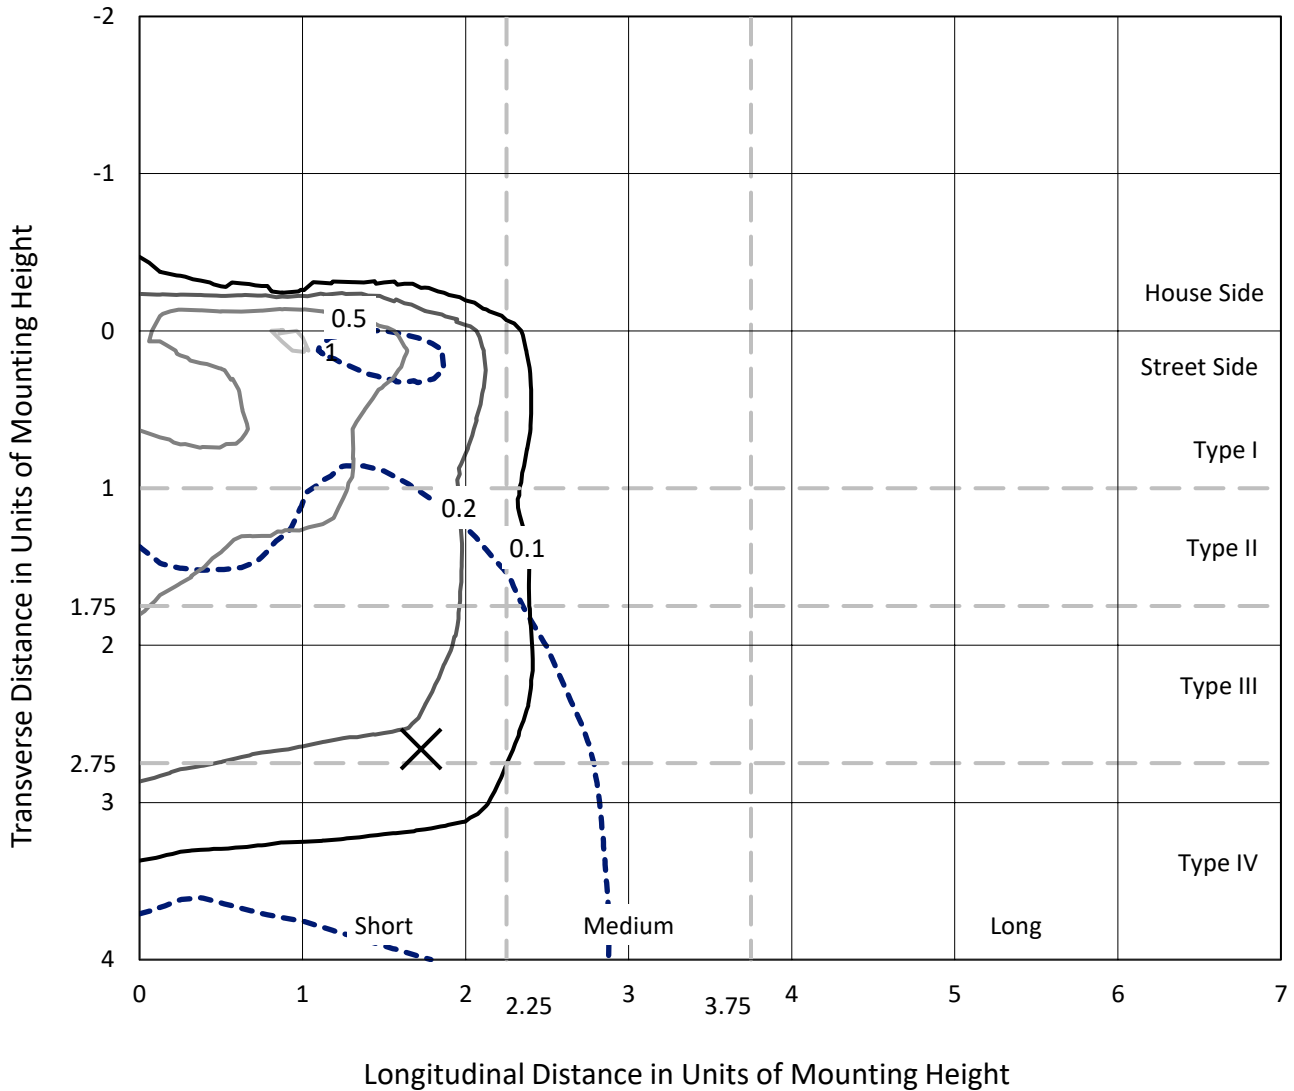 -2
-1
House Side
0.5
0
1
Street Side
Type I
1
0.2
0.1
Type II
1.75
2
Type III
2.75
3
Type IV
Short
Medium
Long
4
0
1
2
2.25
3
3.75
4
5
6
7
Transverse Distance in Units of Mounting Height
Longitudinal Distance in Units of Mounting Height